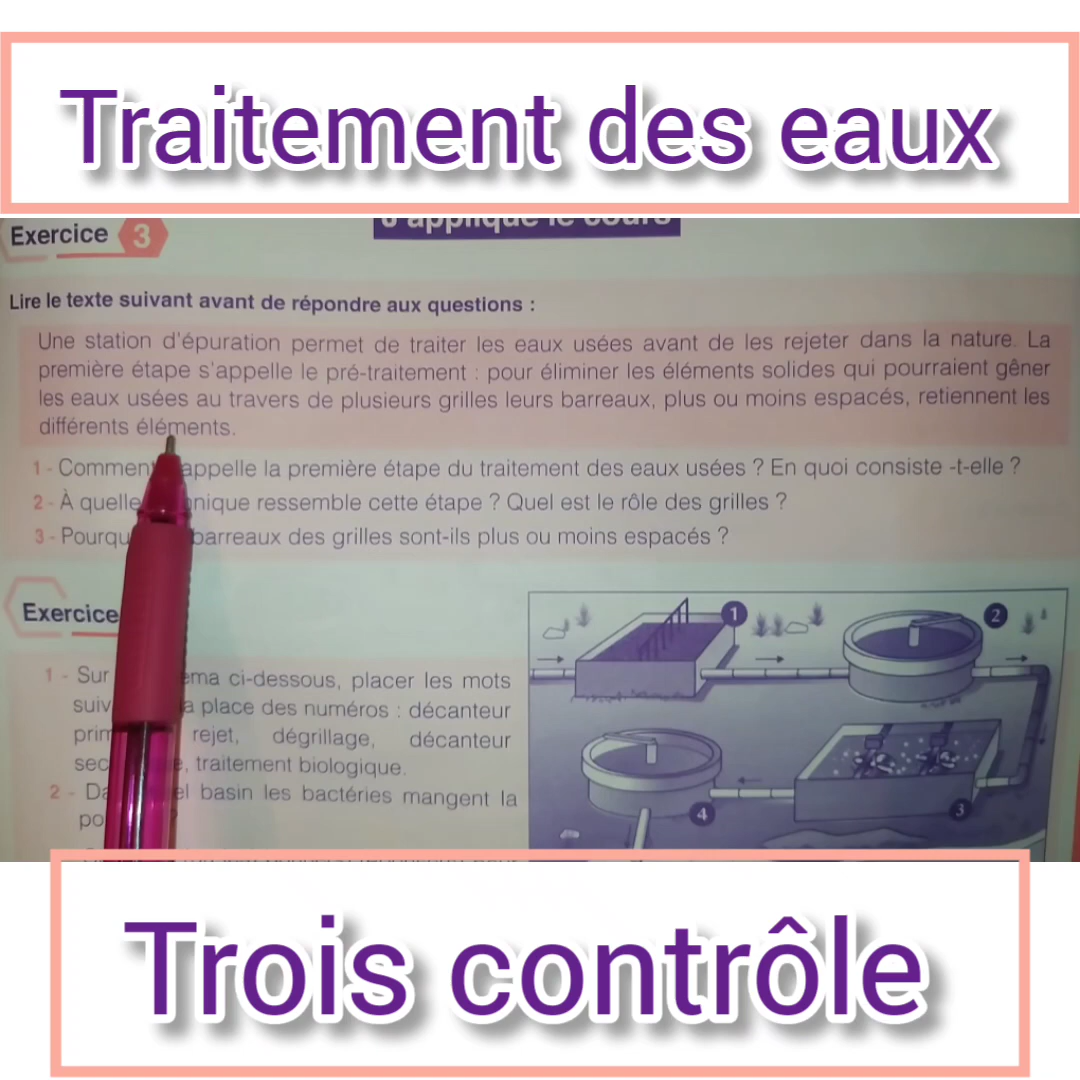 Traitement des eaux
J'applique le cours
Exercice 3
Lire le texte suivant avant de répondre aux questions :
Une station d'épuration permet de traiter les eaux usées avant de les rejeter dans la nature. La
première étape s'appelle le pré-traitement : pour éliminer les éléments solides qui pourraient gêner
les eaux usées au travers de plusieurs grilles leurs barreaux, plus ou moins espacés, retiennent les
différents éléments.
1 - Commen appelle la première étape du traitement des eaux usées ? En quoi consiste -t-elle ?
2 - À quelle nique ressemble cette étape ? Quel est le rôle des grilles ?
3 - Pourqu barreaux des grilles sont-ils plus ou moins espacés ?
Exercice
1 - Sur ema ci-dessous, placer les mots
suiv a place des numéros : décanteur
prim rejet, dégrillage, décanteur
sec e, traitement biologique.
2 - Da el basin les bactéries mangent la
po ?
1
2
3
4
Trois contrôle